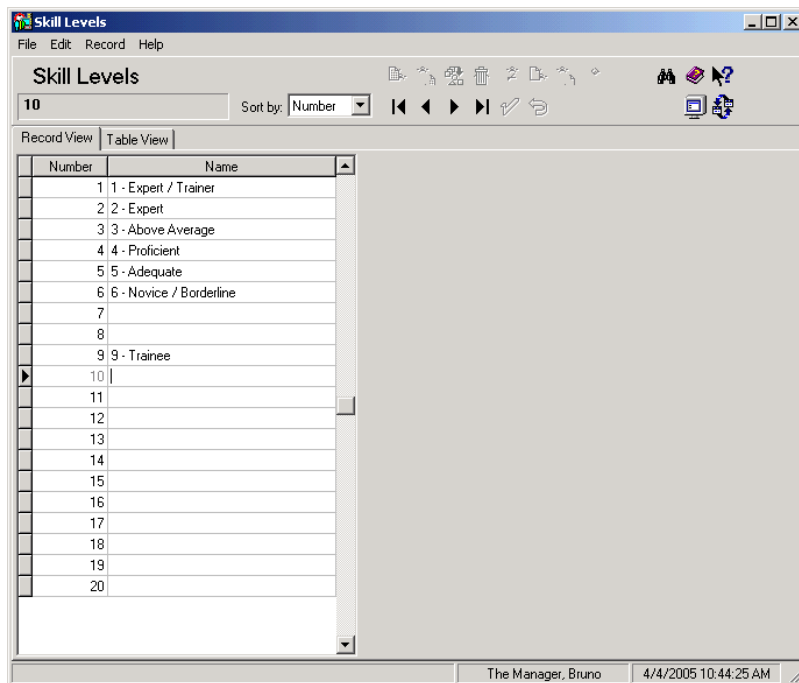 Skill Levels
File Edit Record Help
Skill Levels
10 Sort by: Number
Record View Table View
Number Name
1 1 - Expert / Trainer
2 2 - Expert
3 3 - Above Average
4 4 - Proficient
5 5 - Adequate
6 6 - Novice / Borderline
7
8
9 9 - Trainee
10
11
12
13
14
15
16
17
18
19
20
The Manager, Bruno 4/4/2005 10:44:25 AM